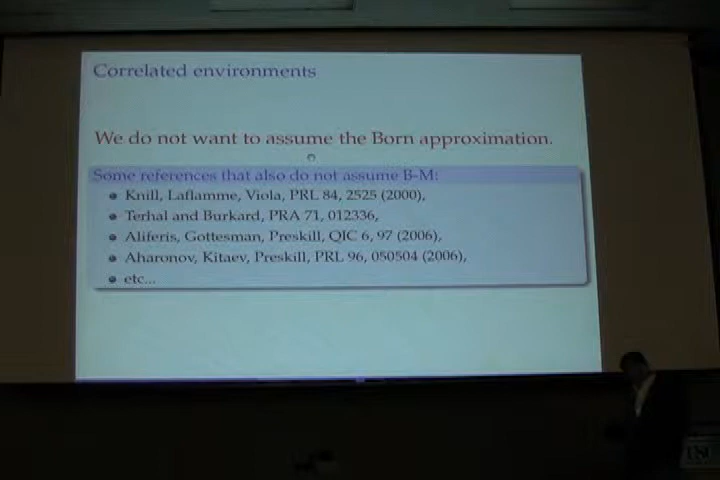 Correlated environments
We do not want to assume the Born approximation.
Some references that also do not assume B-M:
Knill, Laflamme, Viola, PRL 84, 2525 (2000),
Terhal and Burkard, PRA 71, 012336,
Aliferis, Gottesman, Preskill, QIC 6, 97 (2006),
Aharonov, Kitaev, Preskill, PRL 96, 050504 (2006),
etc...